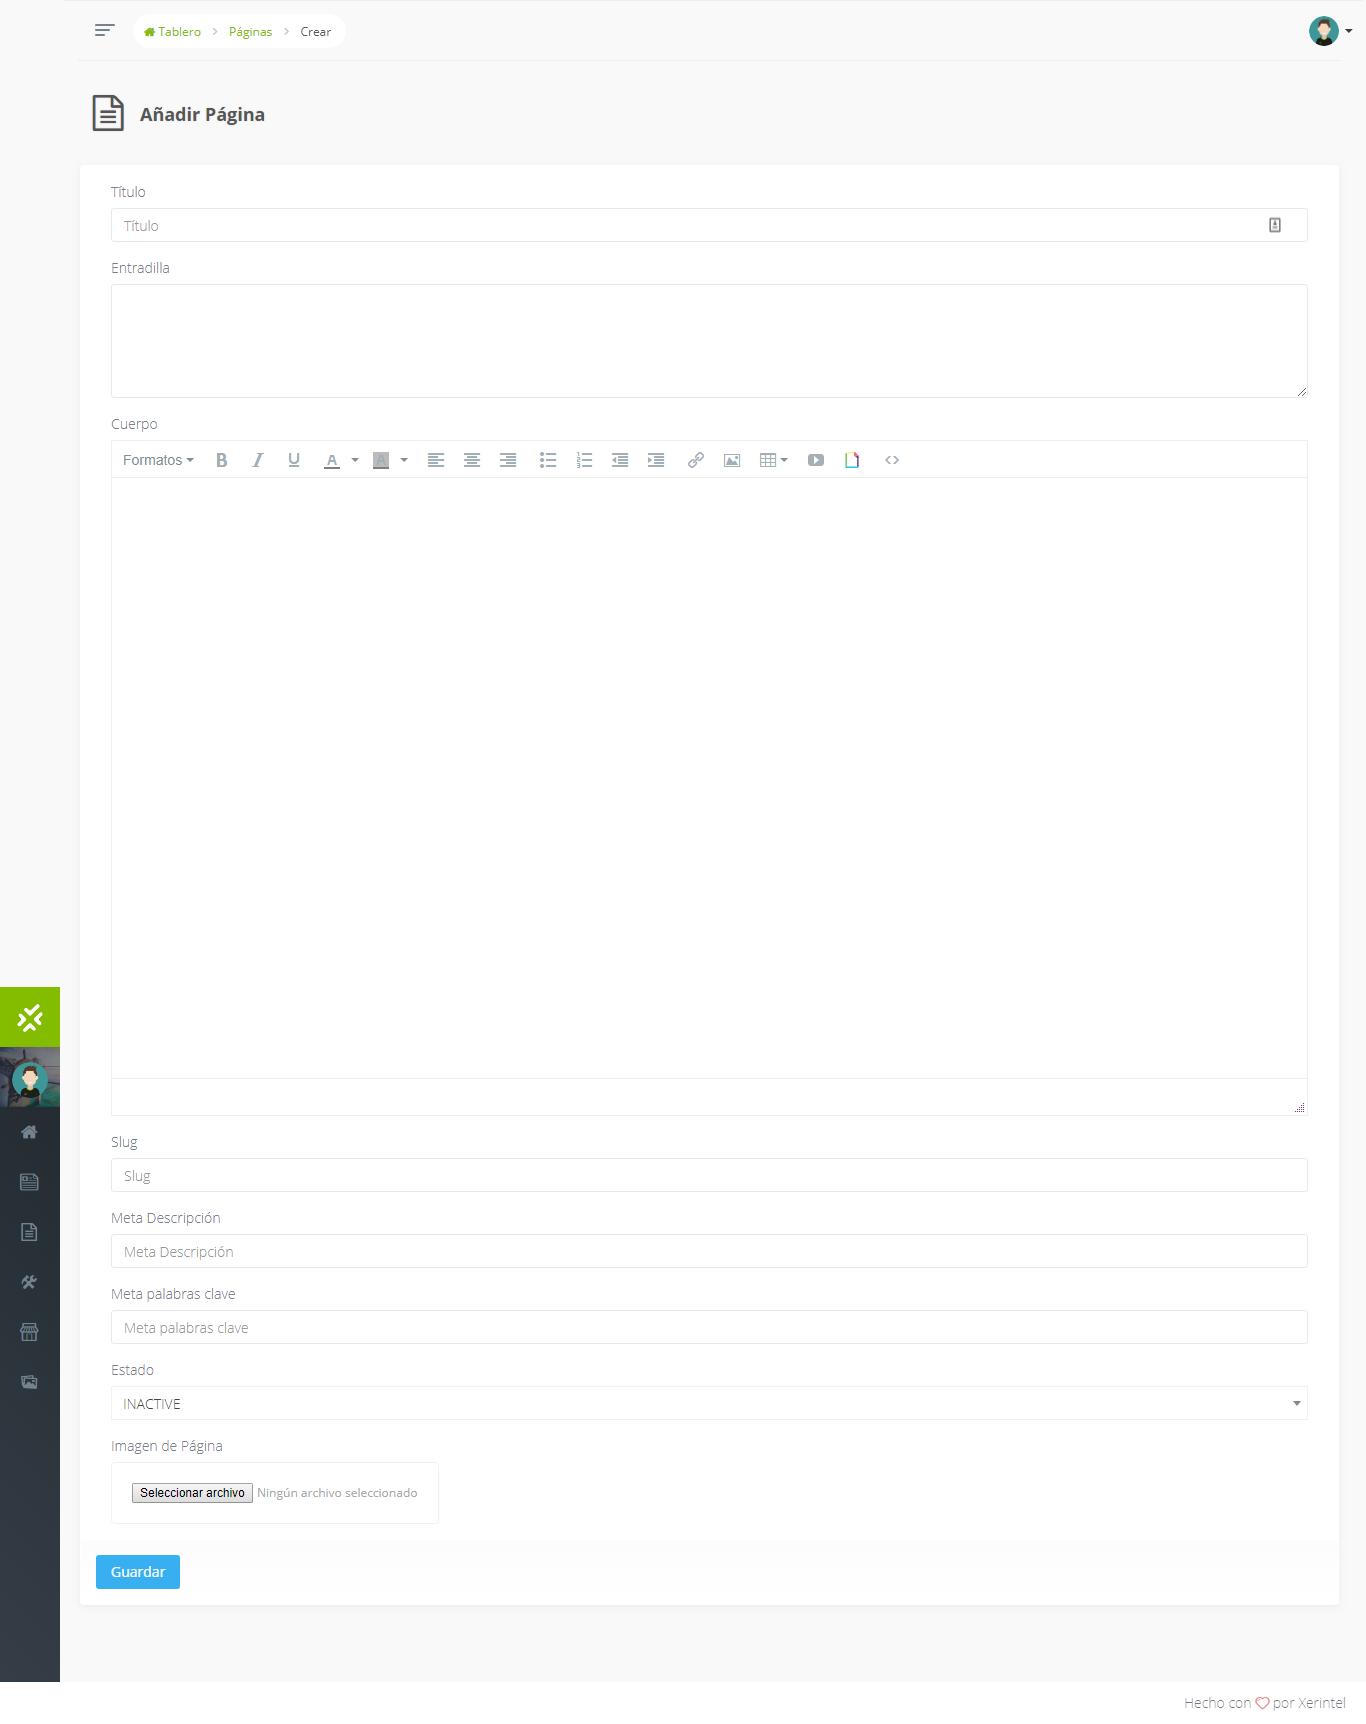 Tablero > Páginas > Crear
Añadir Página
Título
Título
Entradilla
Cuerpo
Formatos B I U A A
Slug
Slug
Meta Descripción
Meta Descripción
Meta palabras clave
Meta palabras clave
Estado
INACTIVE
Imagen de Página
Seleccionar archivo Ningún archivo seleccionado
Guardar
Hecho con ♡ por Xerintel